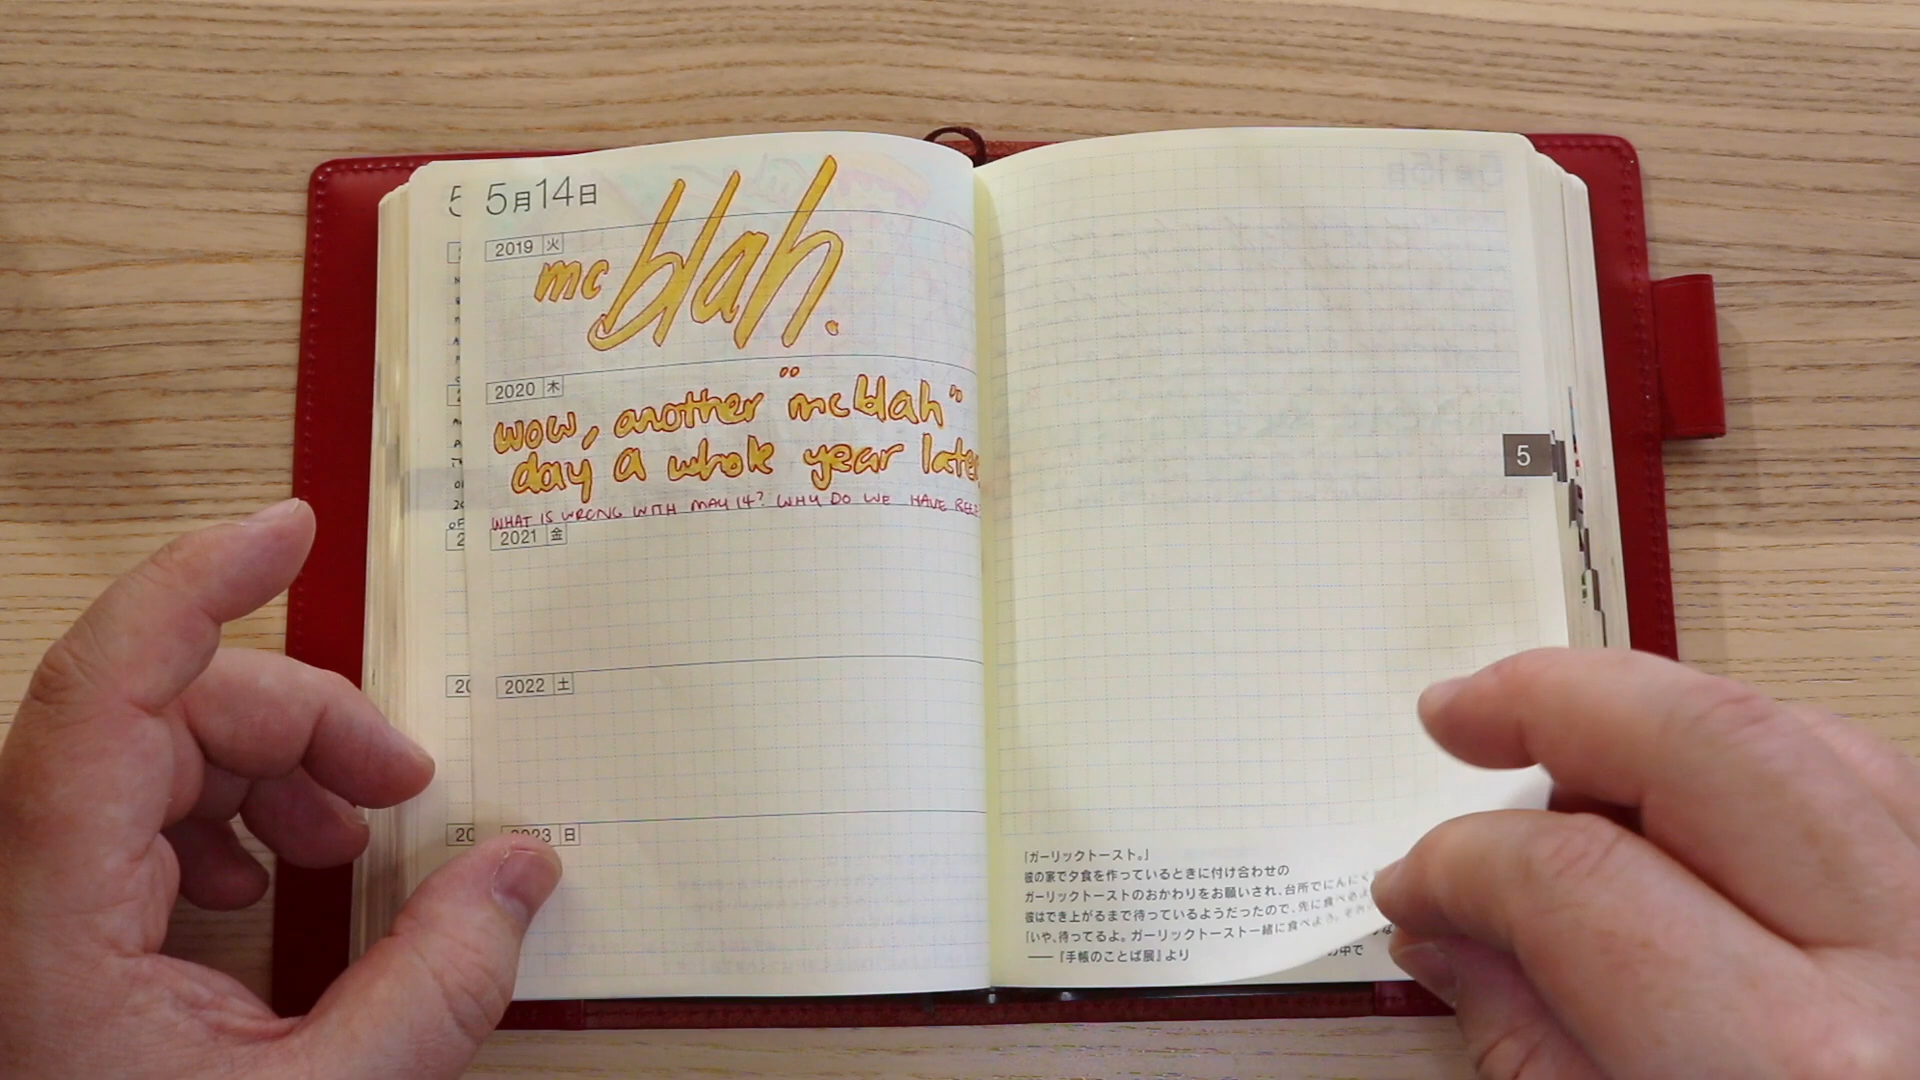 5月14日
2019 火
mc blah.
2020 木
wow, another "mcblah"
day a whole year later
WHAT IS WRONG WITH MAY 14? WHY DO WE HAVE
2021 金
2022 土
2023 日
5
「ガーリックトースト。」
彼の家で夕食を作っているときに付け合わせの
ガーリックトーストのおかわりをお願いされ、台所でにんにく
彼はでき上がるまで待っているようだったので、先に食べ
「いや、待ってるよ。ガーリックトースト一緒に食べよう。
——『手帳のことば展』より の中で